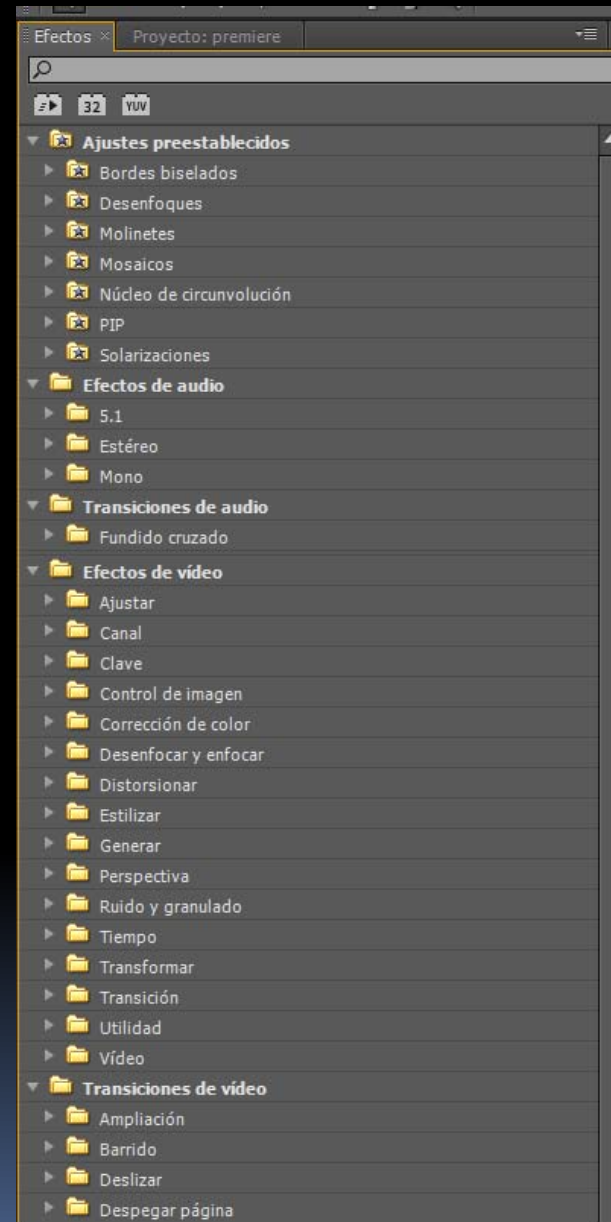 Efectos × Proyecto: premiere
32 YUV
Ajustes preestablecidos
Bordes biselados
Desenfoques
Molinetes
Mosaicos
Núcleo de circunvolución
PIP
Solarizaciones
Efectos de audio
5.1
Estéreo
Mono
Transiciones de audio
Fundido cruzado
Efectos de vídeo
Ajustar
Canal
Clave
Control de imagen
Corrección de color
Desenfocar y enfocar
Distorsionar
Estilizar
Generar
Perspectiva
Ruido y granulado
Tiempo
Transformar
Transición
Utilidad
Vídeo
Transiciones de vídeo
Ampliación
Barrido
Deslizar
Despegar página